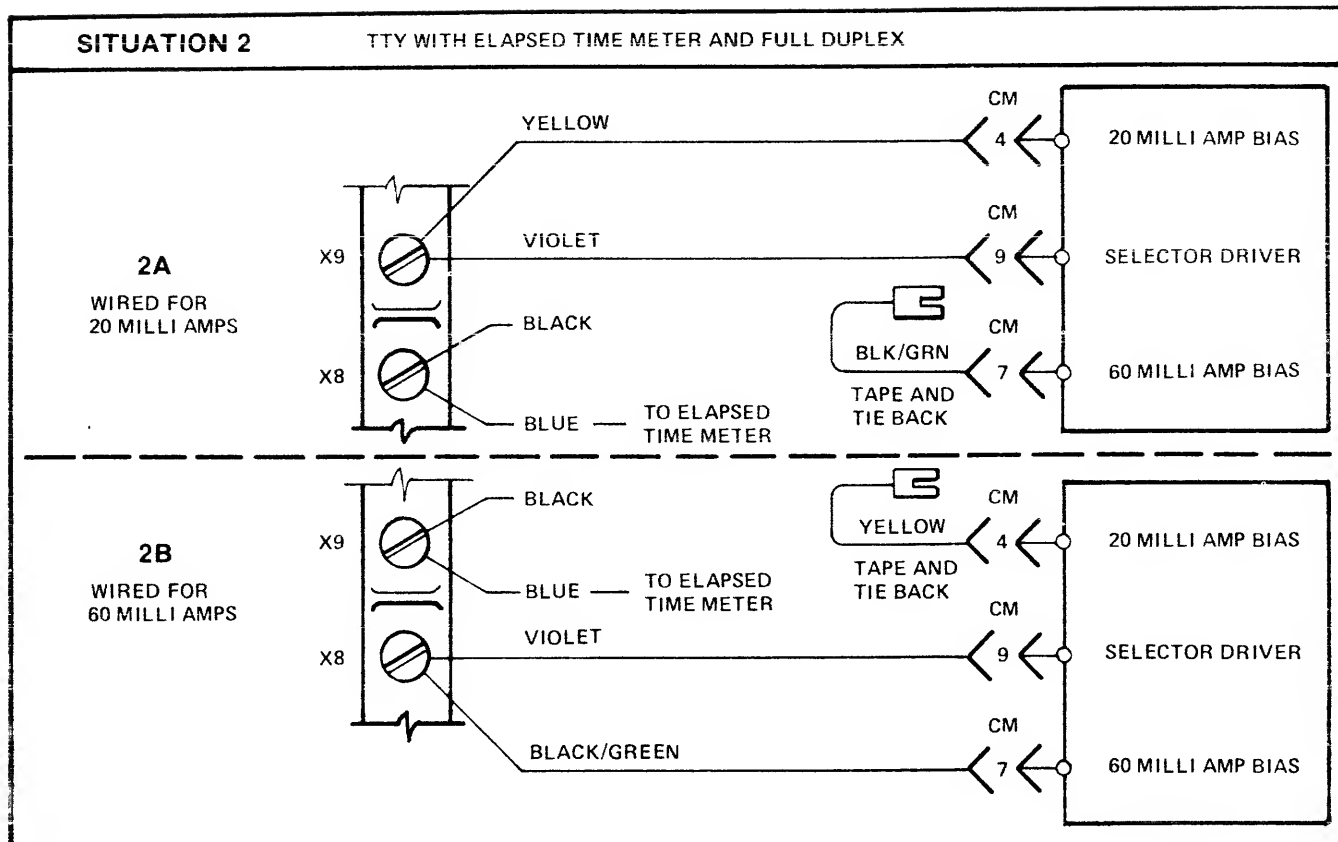 SITUATION 2 TTY WITH ELAPSED TIME METER AND FULL DUPLEX
CM
YELLOW
4
20 MILLI AMP BIAS
CM
X9
VIOLET
9
SELECTOR DRIVER
2A
WIRED FOR
20 MILLI AMPS
BLACK
CM
X8
BLK/GRN
7
60 MILLI AMP BIAS
TAPE AND
TIE BACK
BLUE
TO ELAPSED
TIME METER
BLACK
CM
X9
YELLOW
4
20 MILLI AMP BIAS
2B
WIRED FOR
60 MILLI AMPS
TAPE AND
TIE BACK
BLUE
TO ELAPSED
TIME METER
CM
X8
VIOLET
9
SELECTOR DRIVER
CM
BLACK/GREEN
7
60 MILLI AMP BIAS